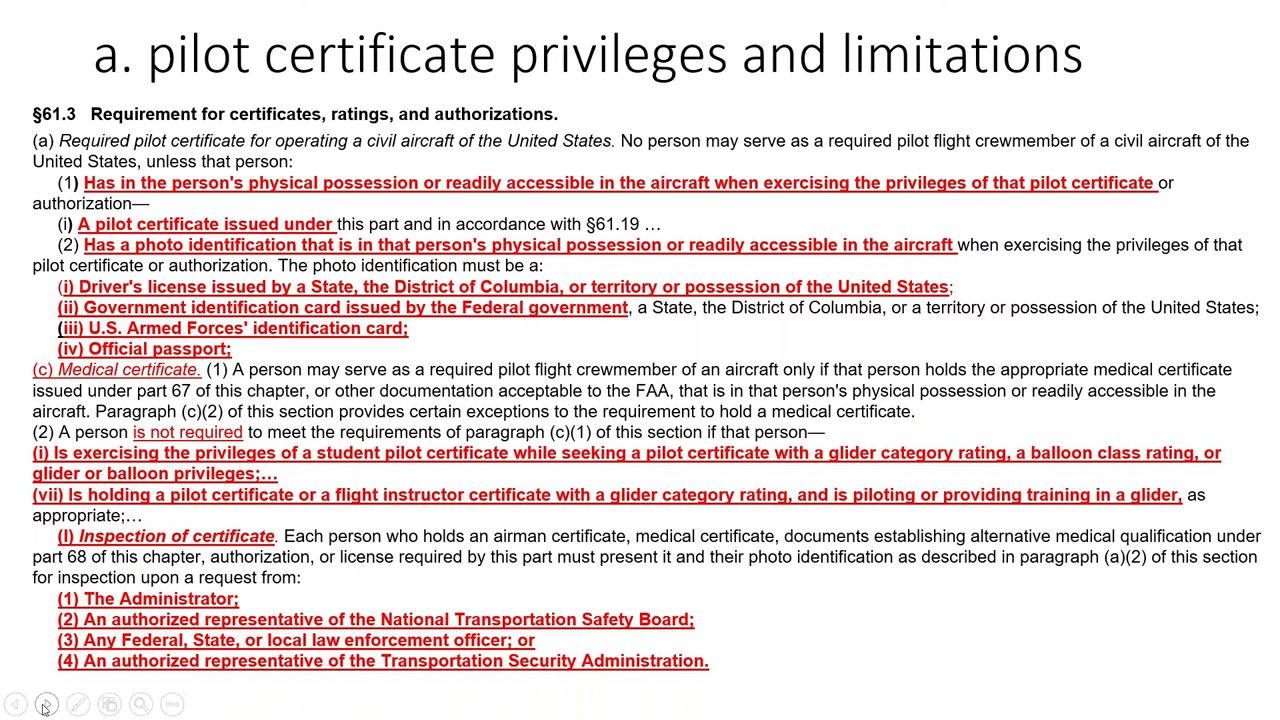 a. pilot certificate privileges and limitations
§61.3 Requirement for certificates, ratings, and authorizations.
(a) Required pilot certificate for operating a civil aircraft of the United States. No person may serve as a required pilot flight crewmember of a civil aircraft of the
United States, unless that person:
(1) Has in the person's physical possession or readily accessible in the aircraft when exercising the privileges of that pilot certificate or
authorization—
(i) A pilot certificate issued under this part and in accordance with §61.19 …
(2) Has a photo identification that is in that person's physical possession or readily accessible in the aircraft when exercising the privileges of that
pilot certificate or authorization. The photo identification must be a:
(i) Driver's license issued by a State, the District of Columbia, or territory or possession of the United States;
(ii) Government identification card issued by the Federal government, a State, the District of Columbia, or a territory or possession of the United States;
(iii) U.S. Armed Forces' identification card;
(iv) Official passport;
(c) Medical certificate. (1) A person may serve as a required pilot flight crewmember of an aircraft only if that person holds the appropriate medical certificate
issued under part 67 of this chapter, or other documentation acceptable to the FAA, that is in that person's physical possession or readily accessible in the
aircraft. Paragraph (c)(2) of this section provides certain exceptions to the requirement to hold a medical certificate.
(2) A person is not required to meet the requirements of paragraph (c)(1) of this section if that person—
(i) Is exercising the privileges of a student pilot certificate while seeking a pilot certificate with a glider category rating, a balloon class rating, or
glider or balloon privileges;…
(vii) Is holding a pilot certificate or a flight instructor certificate with a glider category rating, and is piloting or providing training in a glider, as
appropriate;…
(l) Inspection of certificate. Each person who holds an airman certificate, medical certificate, documents establishing alternative medical qualification under
part 68 of this chapter, authorization, or license required by this part must present it and their photo identification as described in paragraph (a)(2) of this section
for inspection upon a request from:
(1) The Administrator;
(2) An authorized representative of the National Transportation Safety Board;
(3) Any Federal, State, or local law enforcement officer; or
(4) An authorized representative of the Transportation Security Administration.